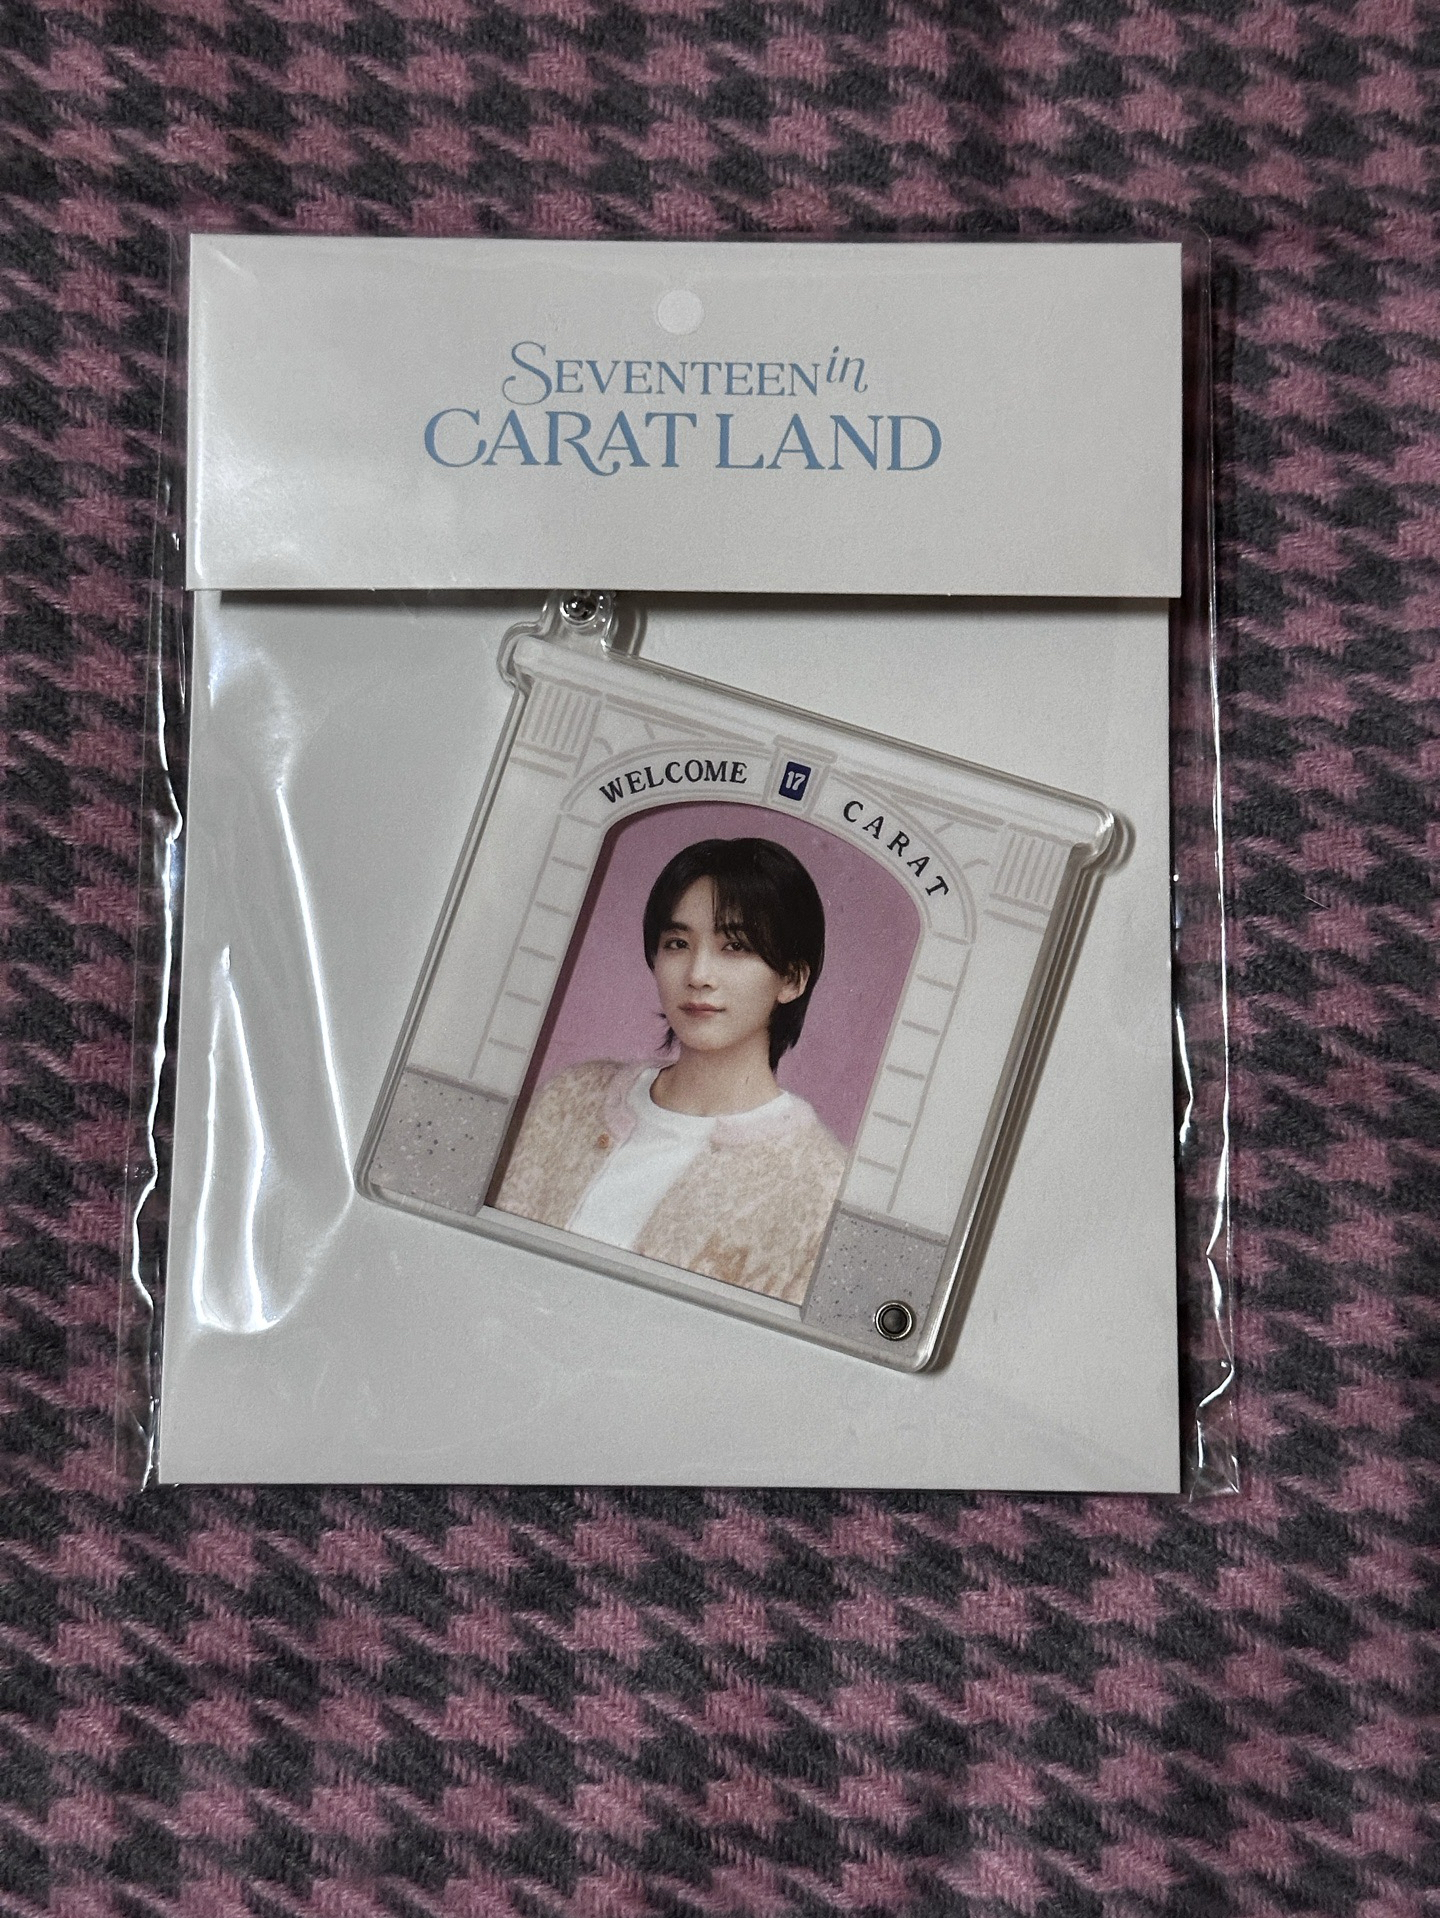 SEVENTEEN in
CARAT LAND
WELCOME 17 CARAT